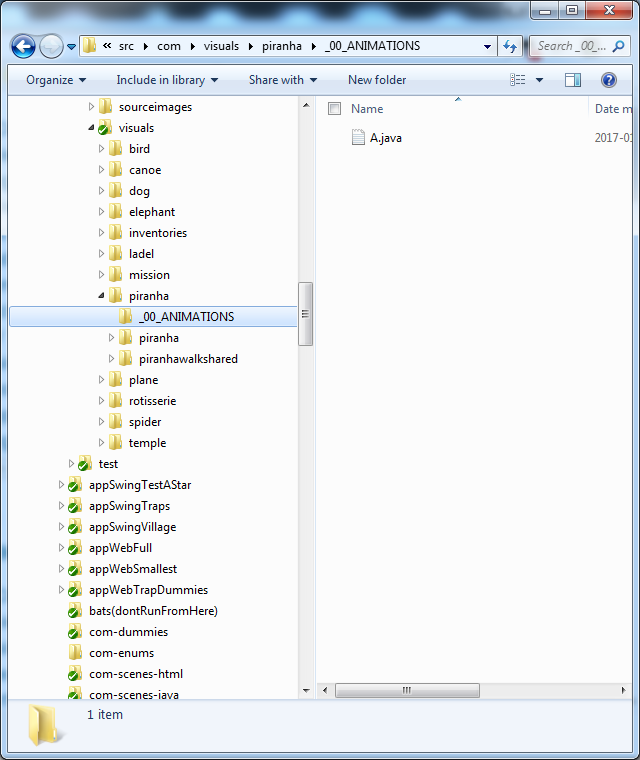 « src ▸ com ▸ visuals ▸ piranha ▸ _00_ANIMATIONS
Search _00_...
Organize Include in library Share with New folder
sourceimages
visuals
bird
canoe
dog
elephant
inventories
ladel
mission
piranha
_00_ANIMATIONS
piranha
piranhawalkshared
plane
rotisserie
spider
temple
test
appSwingTestAStar
appSwingTraps
appSwingVillage
appWebFull
appWebSmallest
appWebTrapDummies
bats(dontRunFromHere)
com-dummies
com-enums
com-scenes-html
com-scenes-java
Name Date m
A.java 2017-01
1 item